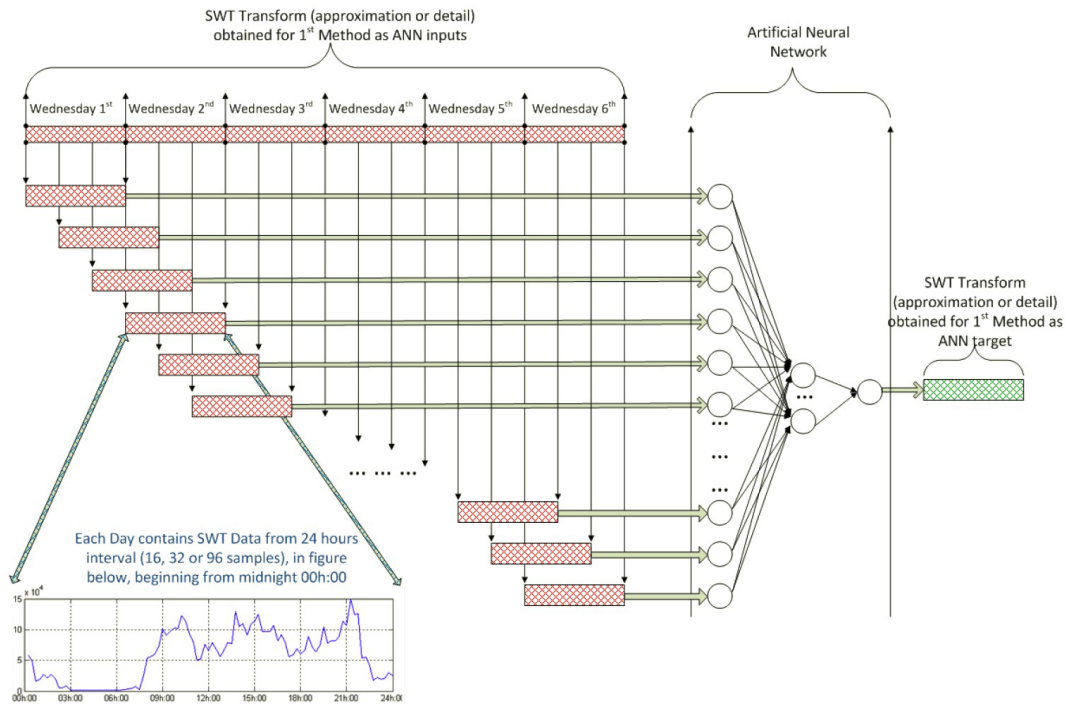 SWT Transform (approximation or detail)
obtained for 1st Method as ANN inputs
Artificial Neural
Network
Wednesday 1st
Wednesday 2nd
Wednesday 3rd
Wednesday 4th
Wednesday 5th
Wednesday 6th
SWT Transform
(approximation or detail)
obtained for 1st Method as
ANN target
...
...
...
...
... ...
Each Day contains SWT Data from 24 hours
interval (16, 32 or 96 samples), in figure
below, beginning from midnight 00h:00
x 10^4
15
10
5
0
00h:00 03h:00 06h:00 09h:00 12h:00 15h:00 18h:00 21h:00 24h:00